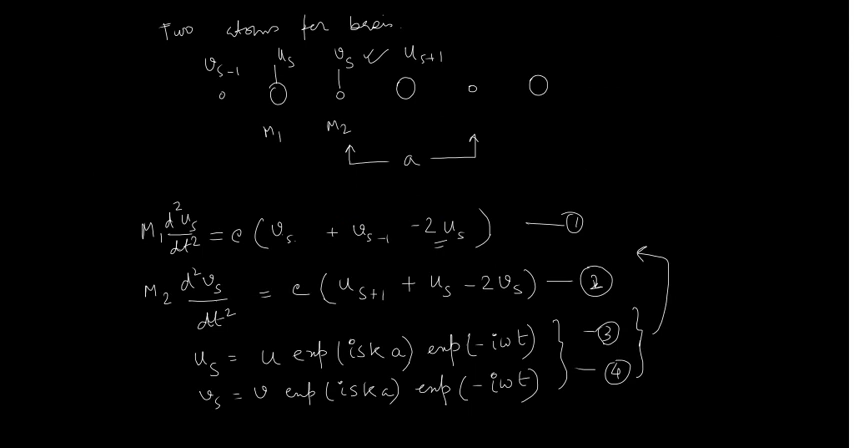 Two atoms for basis.
v_{s-1} u_s v_s ✓ u_{s+1}
M_1 M_2
a
M_1 d²u_s/dt² = c (v_s + v_{s-1} - 2u_s) — ①
M_2 d²v_s/dt² = c (u_{s+1} + u_s - 2v_s) — ②
u_s = u exp(iska) exp(-iωt) — ③
v_s = v exp(iska) exp(-iωt) — ④